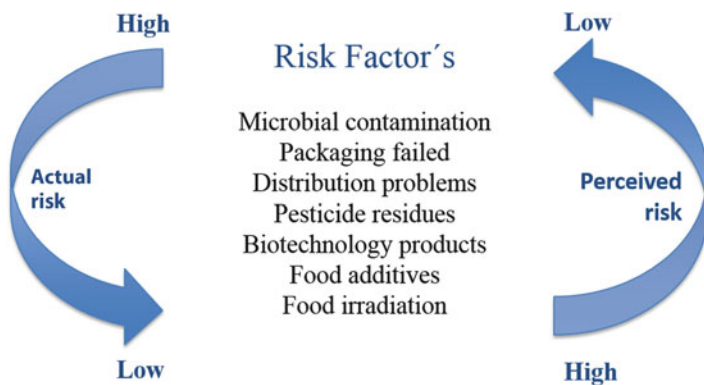 High
Low
Risk Factor´s
Microbial contamination
Packaging failed
Distribution problems
Pesticide residues
Biotechnology products
Food additives
Food irradiation
Actual
risk
Perceived
risk
Low
High